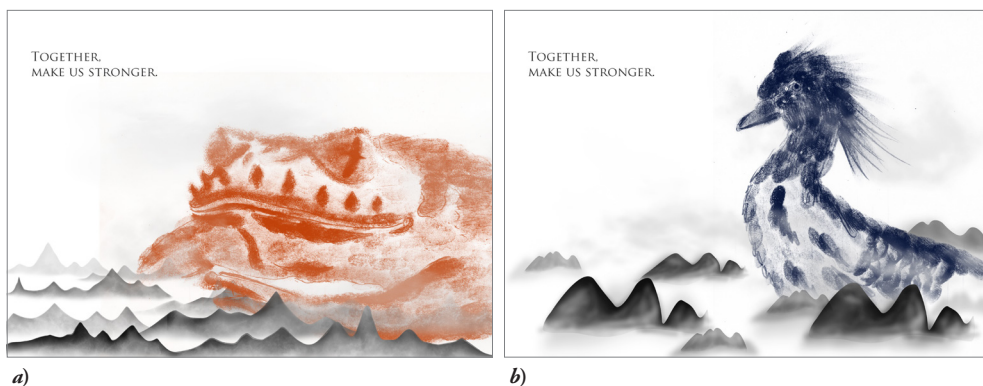 TOGETHER,
MAKE US STRONGER.
TOGETHER,
MAKE US STRONGER.
a)
b)